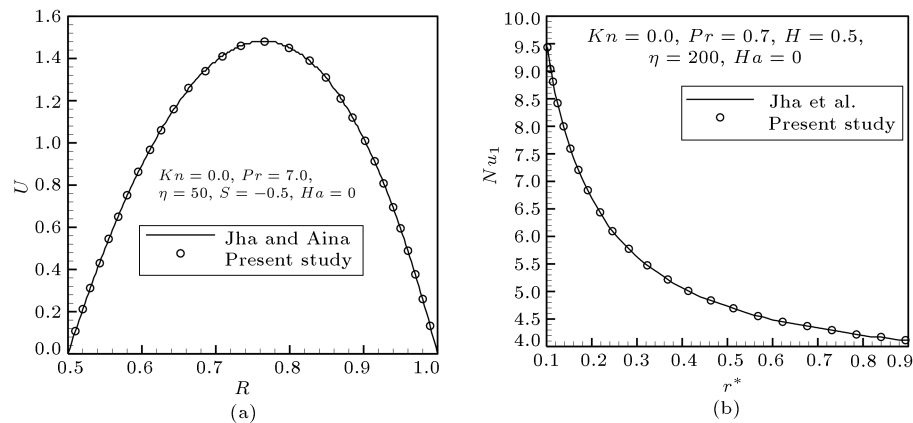 1.6
1.4
1.2
1.0
0.8
0.6
0.4
0.2
0.0
U
Kn = 0.0, Pr = 7.0,
η = 50, S = −0.5, Ha = 0
Jha and Aina
Present study
0.5 0.6 0.7 0.8 0.9 1.0
R
(a)
10.0
9.5
9.0
8.5
8.0
7.5
7.0
6.5
6.0
5.5
5.0
4.5
4.0
Nu1
Kn = 0.0, Pr = 0.7, H = 0.5,
η = 200, Ha = 0
Jha et al.
Present study
0.1 0.2 0.3 0.4 0.5 0.6 0.7 0.8 0.9
r*
(b)